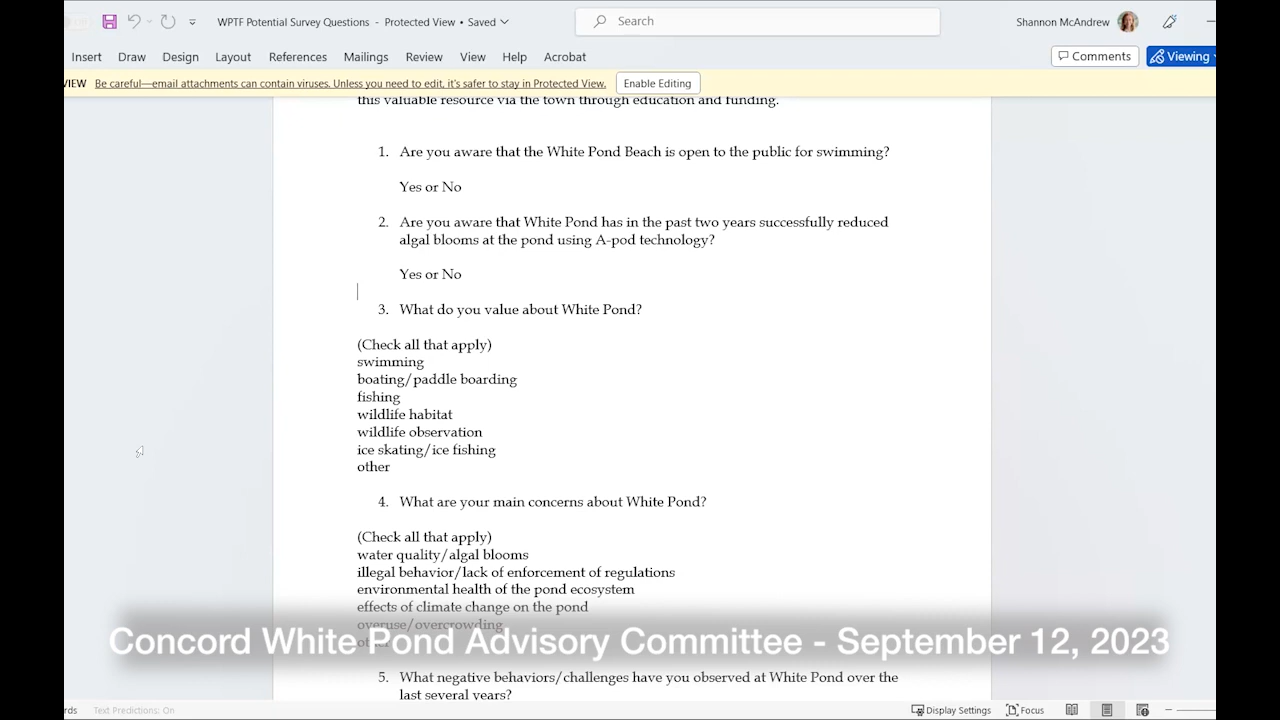 WPTF Potential Survey Questions - Protected View • Saved
Search
Shannon McAndrew
Insert Draw Design Layout References Mailings Review View Help Acrobat
Comments
Viewing
VIEW Be careful—email attachments can contain viruses. Unless you need to edit, it's safer to stay in Protected View. Enable Editing
this valuable resource via the town through education and funding.
1. Are you aware that the White Pond Beach is open to the public for swimming?
Yes or No
2. Are you aware that White Pond has in the past two years successfully reduced
algal blooms at the pond using A-pod technology?
Yes or No
3. What do you value about White Pond?
(Check all that apply)
swimming
boating/paddle boarding
fishing
wildlife habitat
wildlife observation
ice skating/ice fishing
other
4. What are your main concerns about White Pond?
(Check all that apply)
water quality/algal blooms
illegal behavior/lack of enforcement of regulations
environmental health of the pond ecosystem
effects of climate change on the pond
overuse/overcrowding
other
Concord White Pond Advisory Committee - September 12, 2023
5. What negative behaviors/challenges have you observed at White Pond over the
last several years?
rds Text Predictions: On
Display Settings Focus